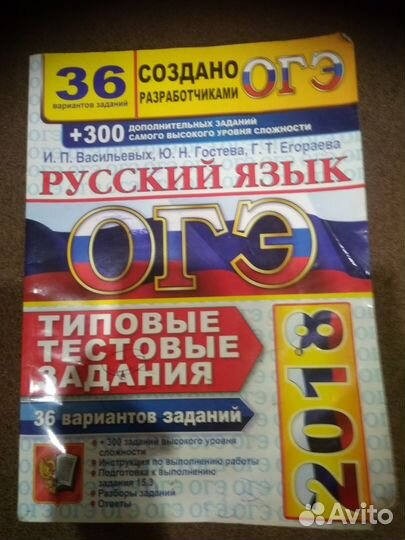 36
вариантов заданий
СОЗДАНО
РАЗРАБОТЧИКАМИ
ОГЭ
+300 ДОПОЛНИТЕЛЬНЫХ ЗАДАНИЙ
САМОГО ВЫСОКОГО УРОВНЯ СЛОЖНОСТИ
И. П. Васильевых, Ю. Н. Гостева, Г. Т. Егораева
РУССКИЙ ЯЗЫК
ОГЭ
ТИПОВЫЕ
ТЕСТОВЫЕ
ЗАДАНИЯ
36 вариантов заданий
+ 300 заданий высокого уровня
сложности
Инструкция по выполнению работы
Подготовка к выполнению
задания 15.3
Разборы заданий
Ответы
2018
Avito